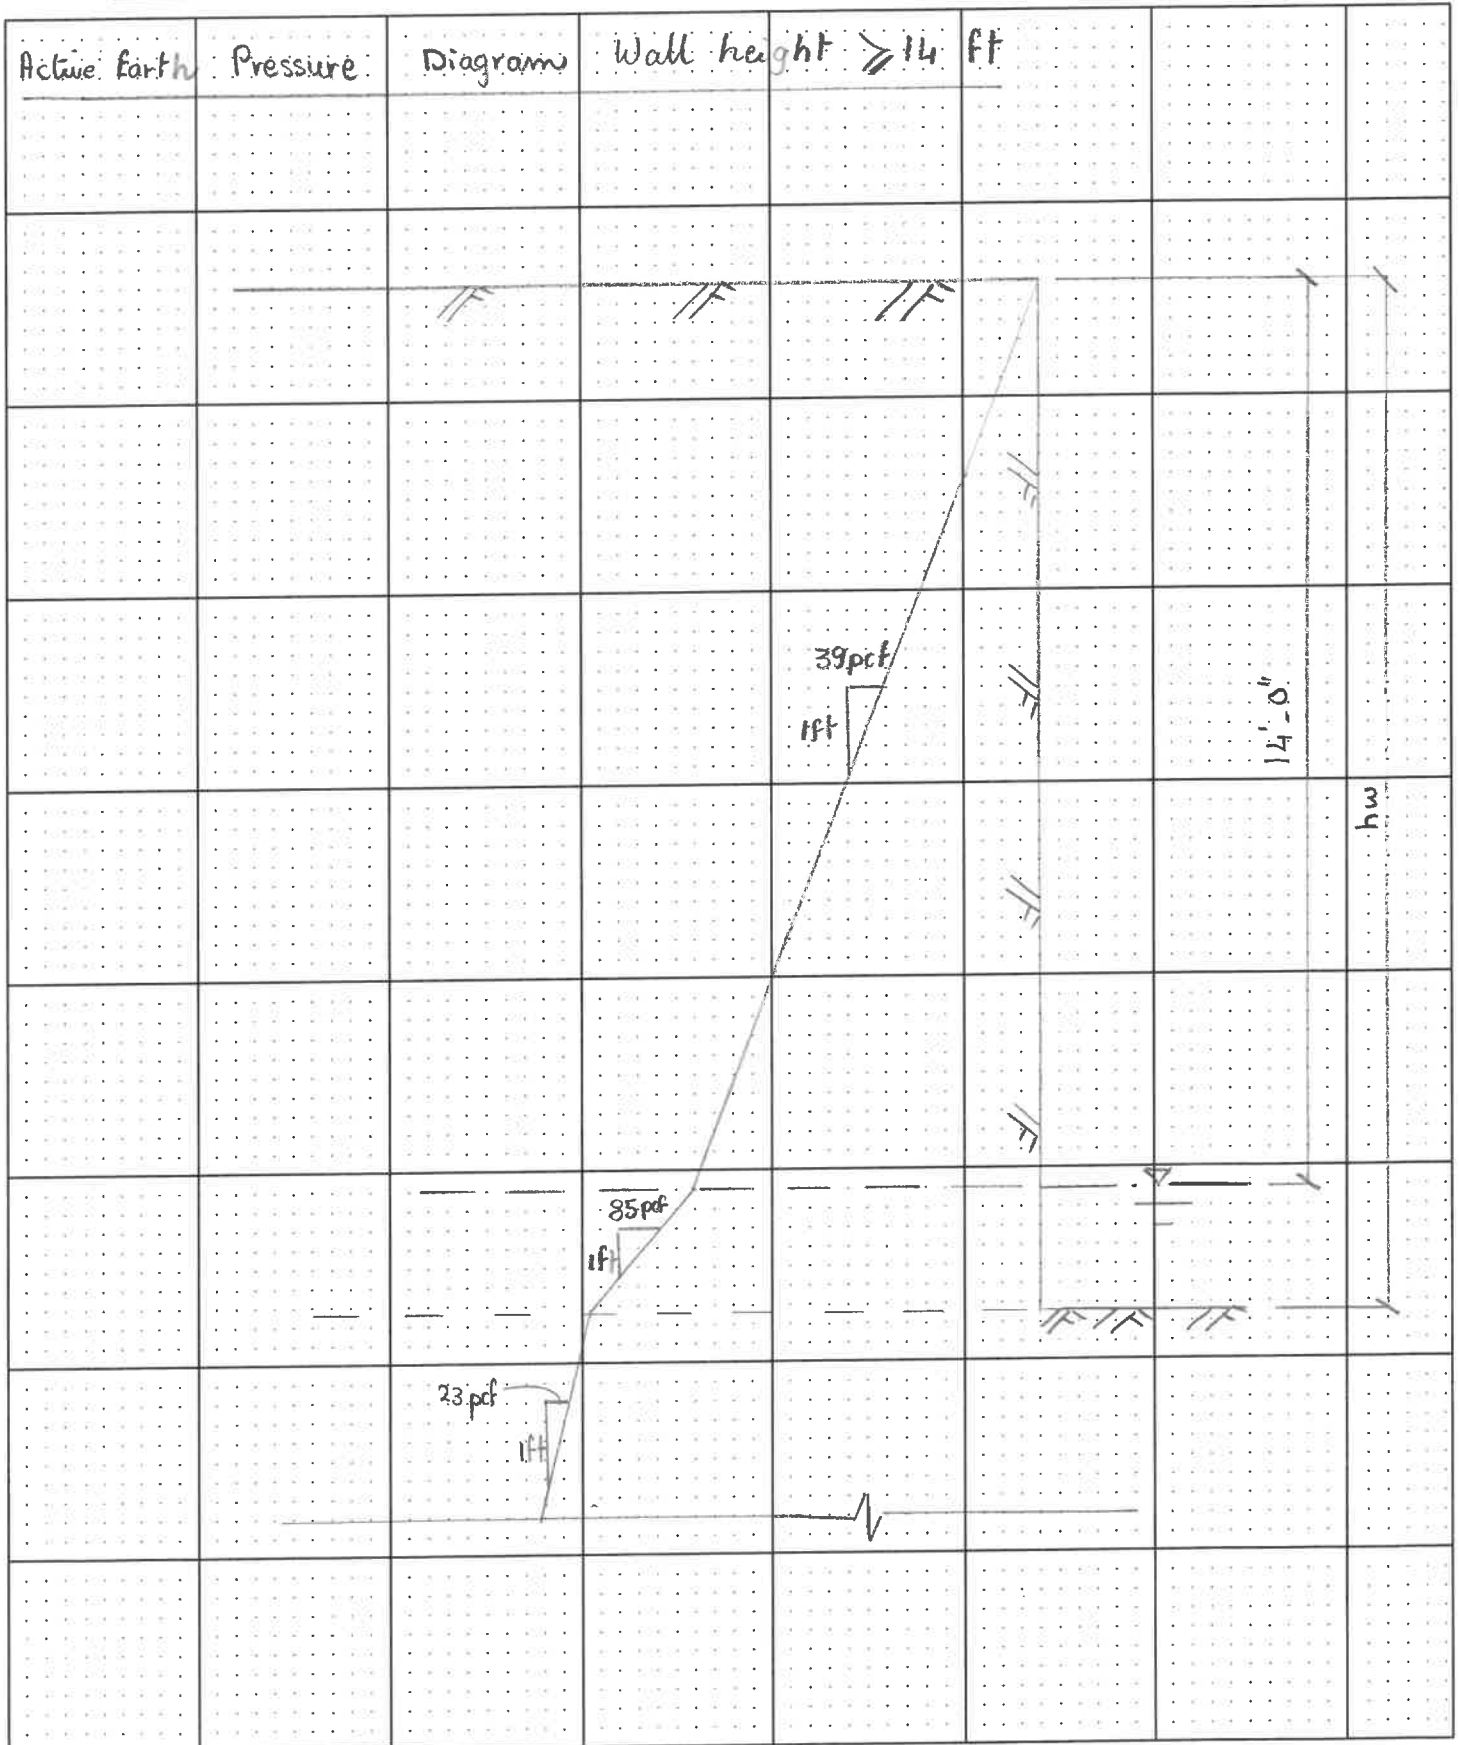 Active Earth Pressure Diagram Wall height ⩾ 14 ft
39pcf
1ft
14'-0"
hw
85pcf
1ft
23pcf
1ft